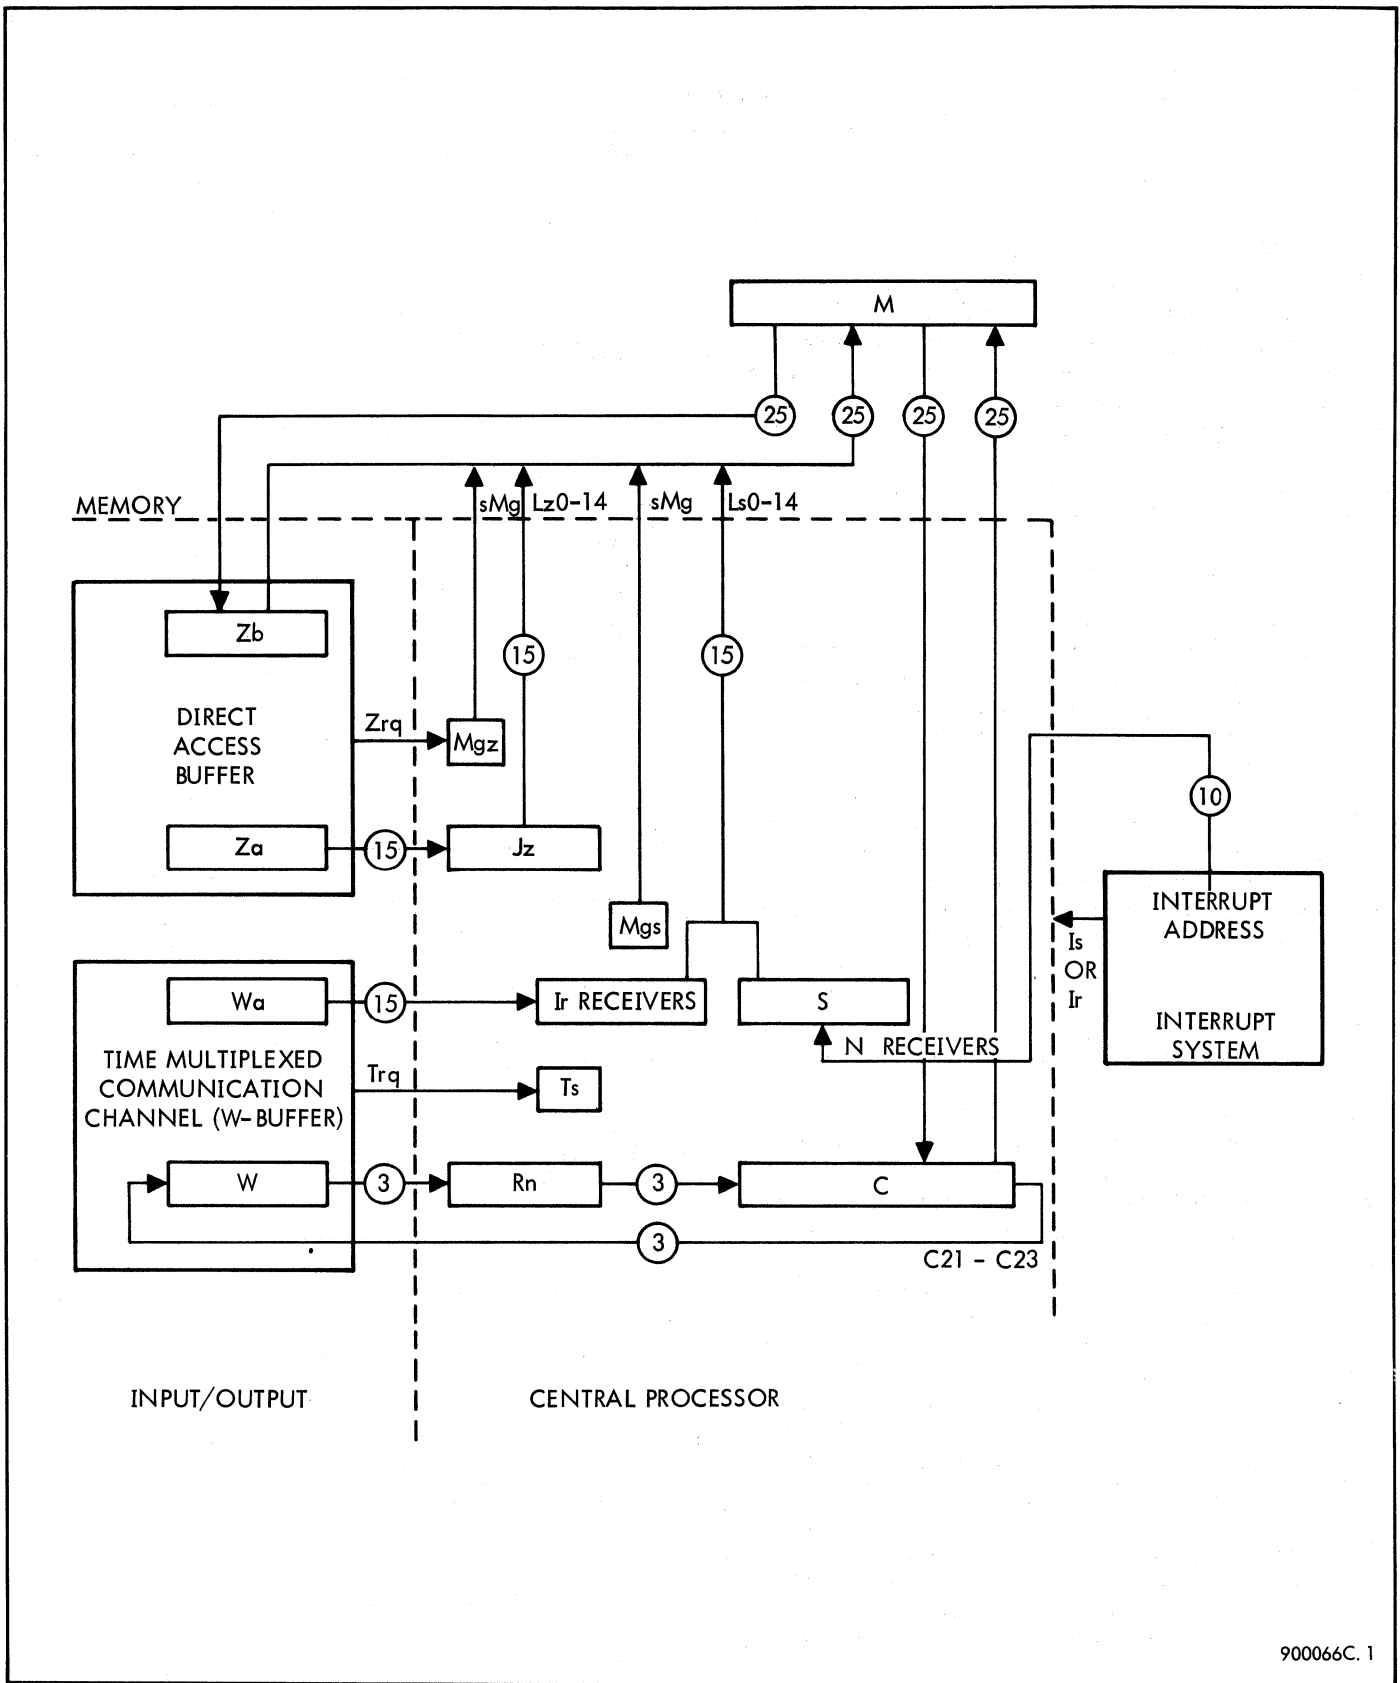 M
25 25 25 25
MEMORY
sMg Lz0-14 sMg Ls0-14
Zb
15 15
DIRECT
ACCESS
BUFFER
Zrq
Mgz
10
Za
15
Jz
Mgs
INTERRUPT
ADDRESS
Is
OR
Ir
INTERRUPT
SYSTEM
Wa
15
Ir RECEIVERS
S
N RECEIVERS
TIME MULTIPLEXED
COMMUNICATION
CHANNEL (W-BUFFER)
Trq
Ts
W
3
Rn
3
C
3
C21 - C23
INPUT/OUTPUT
CENTRAL PROCESSOR
900066C. 1